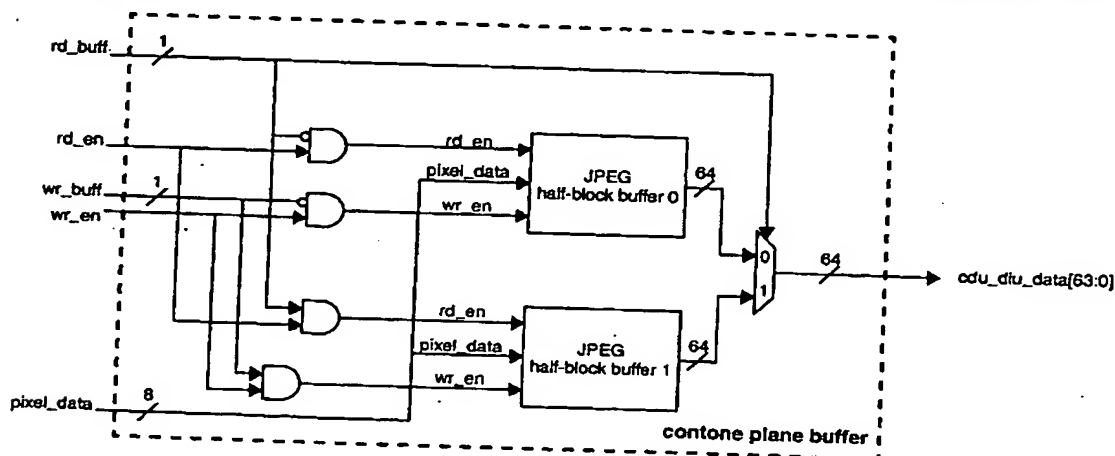 rd_buff
1
rd_en
wr_buff
1
wr_en
pixel_data
8
rd_en
pixel_data
wr_en
JPEG
half-block buffer 0
64
rd_en
pixel_data
wr_en
JPEG
half-block buffer 1
64
0
1
64
cdu_diu_data[63:0]
contone plane buffer